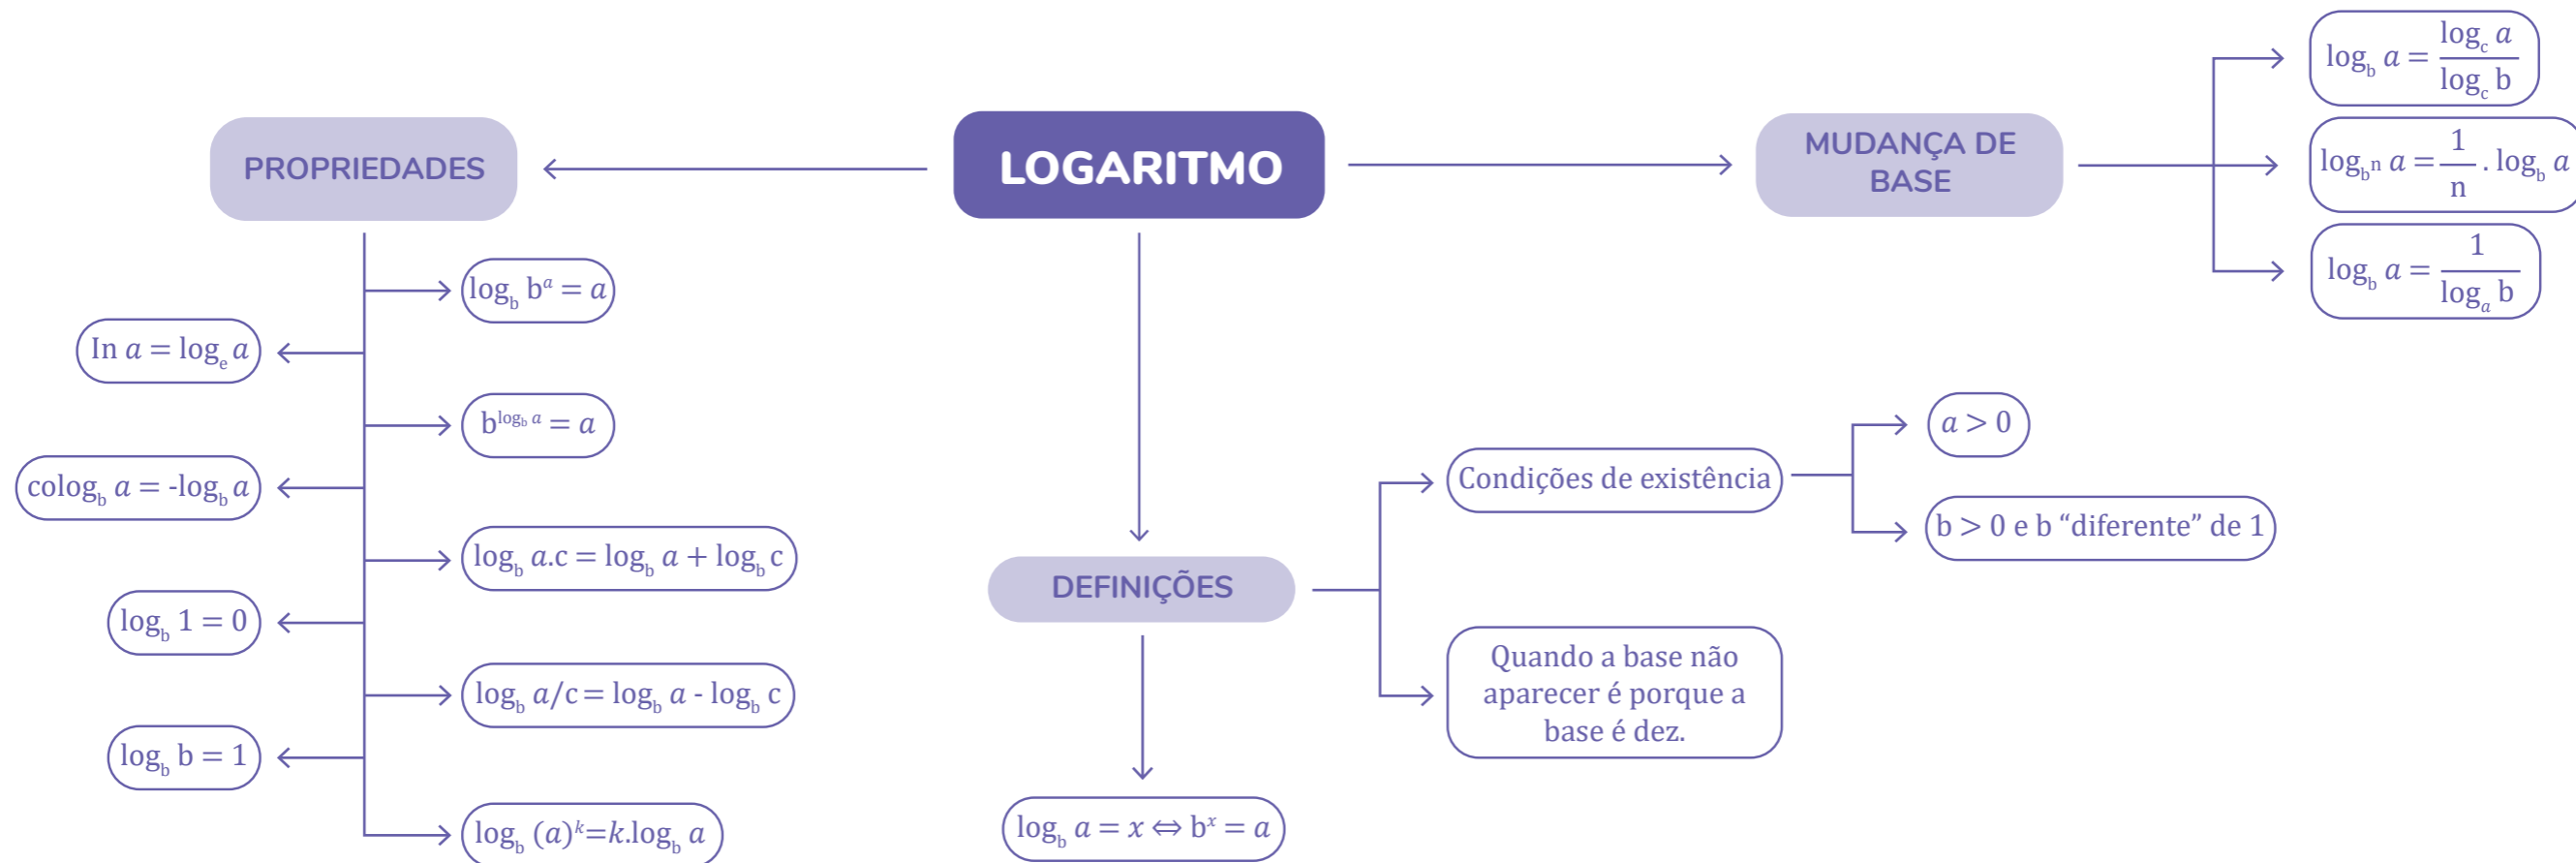 LOGARITMO
PROPRIEDADES
log_b b^a = a
In a = log_e a
b^(log_b a) = a
colog_b a = -log_b a
log_b a.c = log_b a + log_b c
log_b 1 = 0
log_b a/c = log_b a - log_b c
log_b b = 1
log_b (a)^k=k.log_b a
DEFINIÇÕES
log_b a = x ⇔ b^x = a
Condições de existência
a > 0
b > 0 e b “diferente” de 1
Quando a base não
aparecer é porque a
base é dez.
MUDANÇA DE
BASE
log_b a = log_c a / log_c b
log_(b^n) a = 1/n . log_b a
log_b a = 1 / log_a b